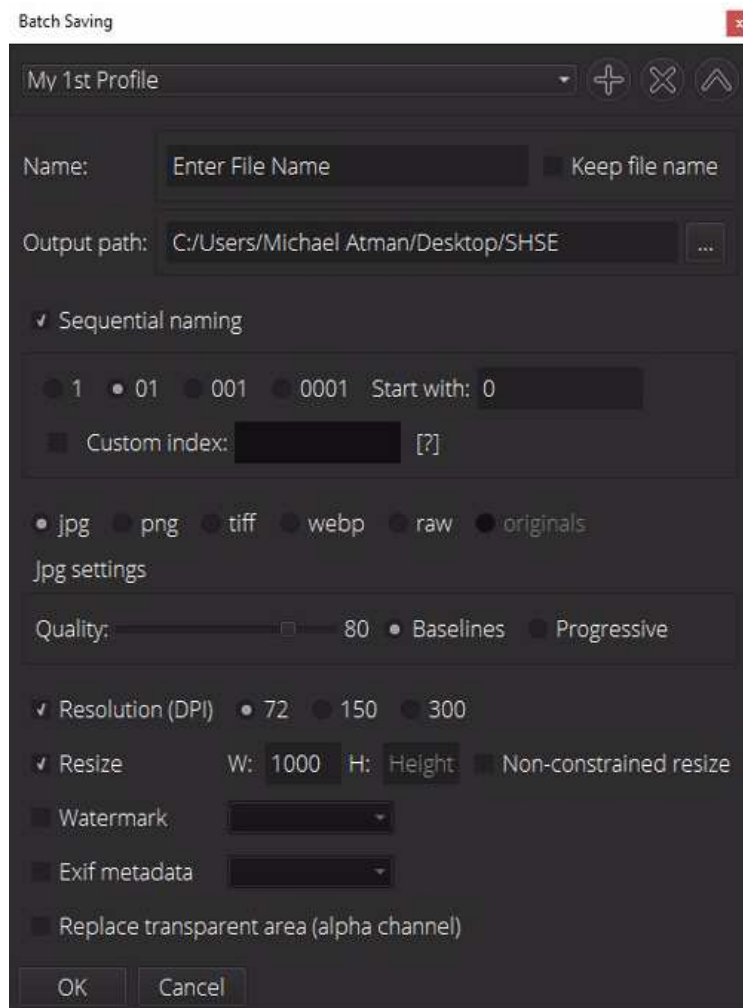 Batch Saving
x
My 1st Profile
Name: Enter File Name Keep file name
Output path: C:/Users/Michael Atman/Desktop/SHSE ...
Sequential naming
1 01 001 0001 Start with: 0
Custom index: [?]
jpg png tiff webp raw originals
Jpg settings
Quality: 80 Baselines Progressive
Resolution (DPI) 72 150 300
Resize W: 1000 H: Height Non-constrained resize
Watermark
Exif metadata
Replace transparent area (alpha channel)
OK Cancel